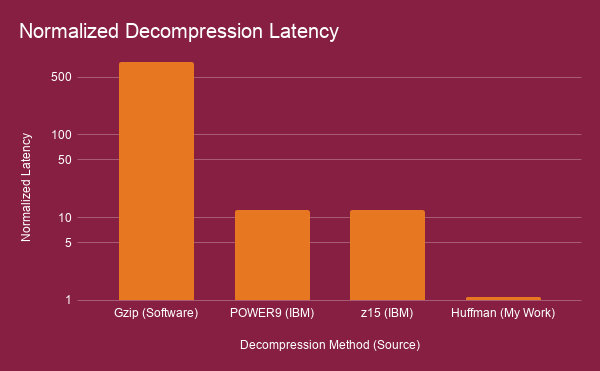 Normalized Decompression Latency
Normalized Latency
500
100
50
10
5
1
Gzip (Software) POWER9 (IBM) z15 (IBM) Huffman (My Work)
Decompression Method (Source)